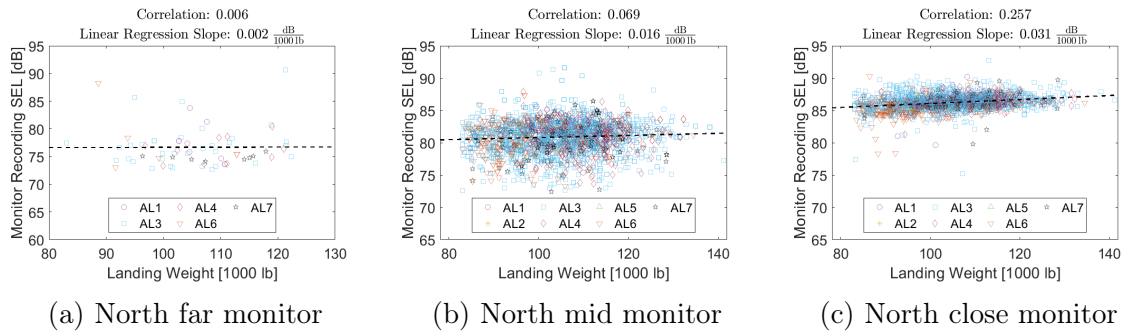 Correlation: 0.006
Linear Regression Slope: 0.002 dB/1000 lb
Monitor Recording SEL [dB]
95
90
85
80
75
70
65
60
AL1 AL4 AL7
AL3 AL6
80 90 100 110 120 130
Landing Weight [1000 lb]
(a) North far monitor
Correlation: 0.069
Linear Regression Slope: 0.016 dB/1000 lb
Monitor Recording SEL [dB]
95
90
85
80
75
70
65
AL1 AL3 AL5 AL7
AL2 AL4 AL6
80 100 120 140
Landing Weight [1000 lb]
(b) North mid monitor
Correlation: 0.257
Linear Regression Slope: 0.031 dB/1000 lb
Monitor Recording SEL [dB]
95
90
85
80
75
70
65
AL1 AL3 AL5 AL7
AL2 AL4 AL6
80 100 120 140
Landing Weight [1000 lb]
(c) North close monitor